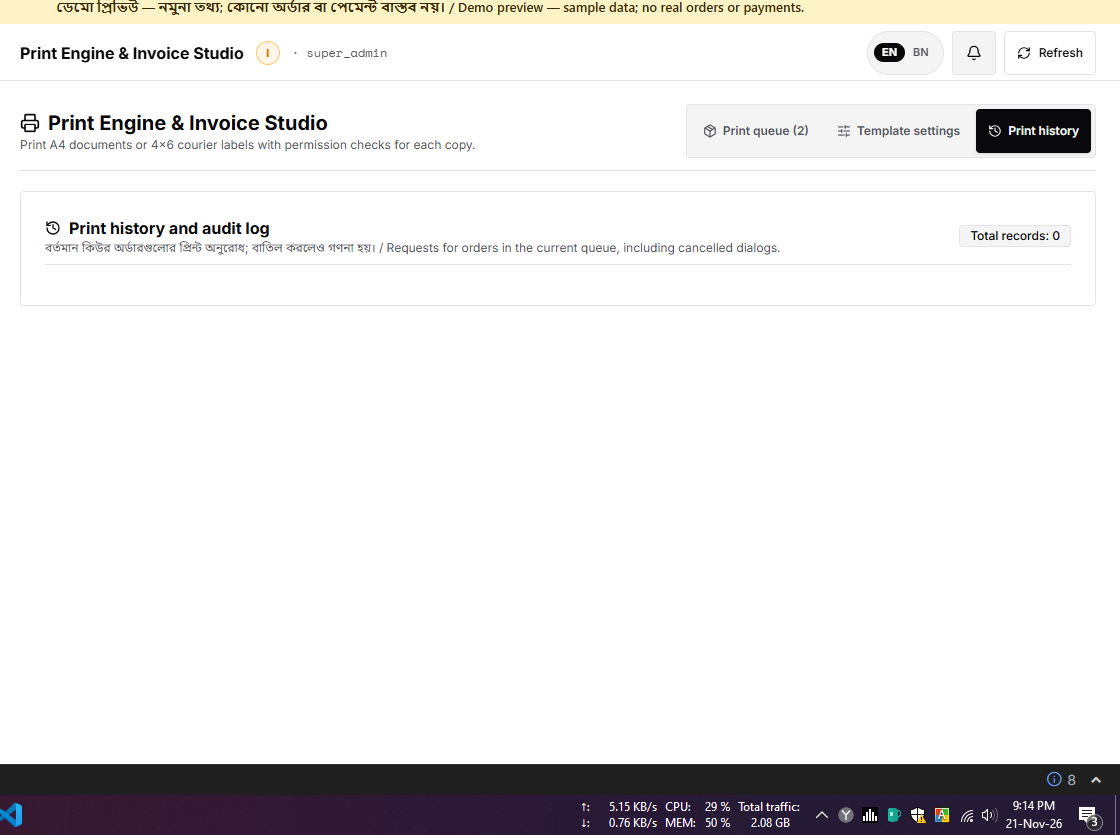 ডেমো প্রিভিউ — নমুনা তথ্য; কোনো অর্ডার বা পেমেন্ট বাস্তব নয়। / Demo preview — sample data; no real orders or payments.
Print Engine & Invoice Studio I · super_admin EN BN Refresh
Print Engine & Invoice Studio
Print A4 documents or 4×6 courier labels with permission checks for each copy.
Print queue (2) Template settings Print history
Print history and audit log
বর্তমান কিউর অর্ডারগুলোর প্রিন্ট অনুরোধ; বাতিল করলেও গণনা হয়। / Requests for orders in the current queue, including cancelled dialogs.
Total records: 0
8
↑: 5.15 KB/s CPU: 29 % Total traffic:
↓: 0.76 KB/s MEM: 50 % 2.08 GB
Y
A
9:14 PM
21-Nov-26
3